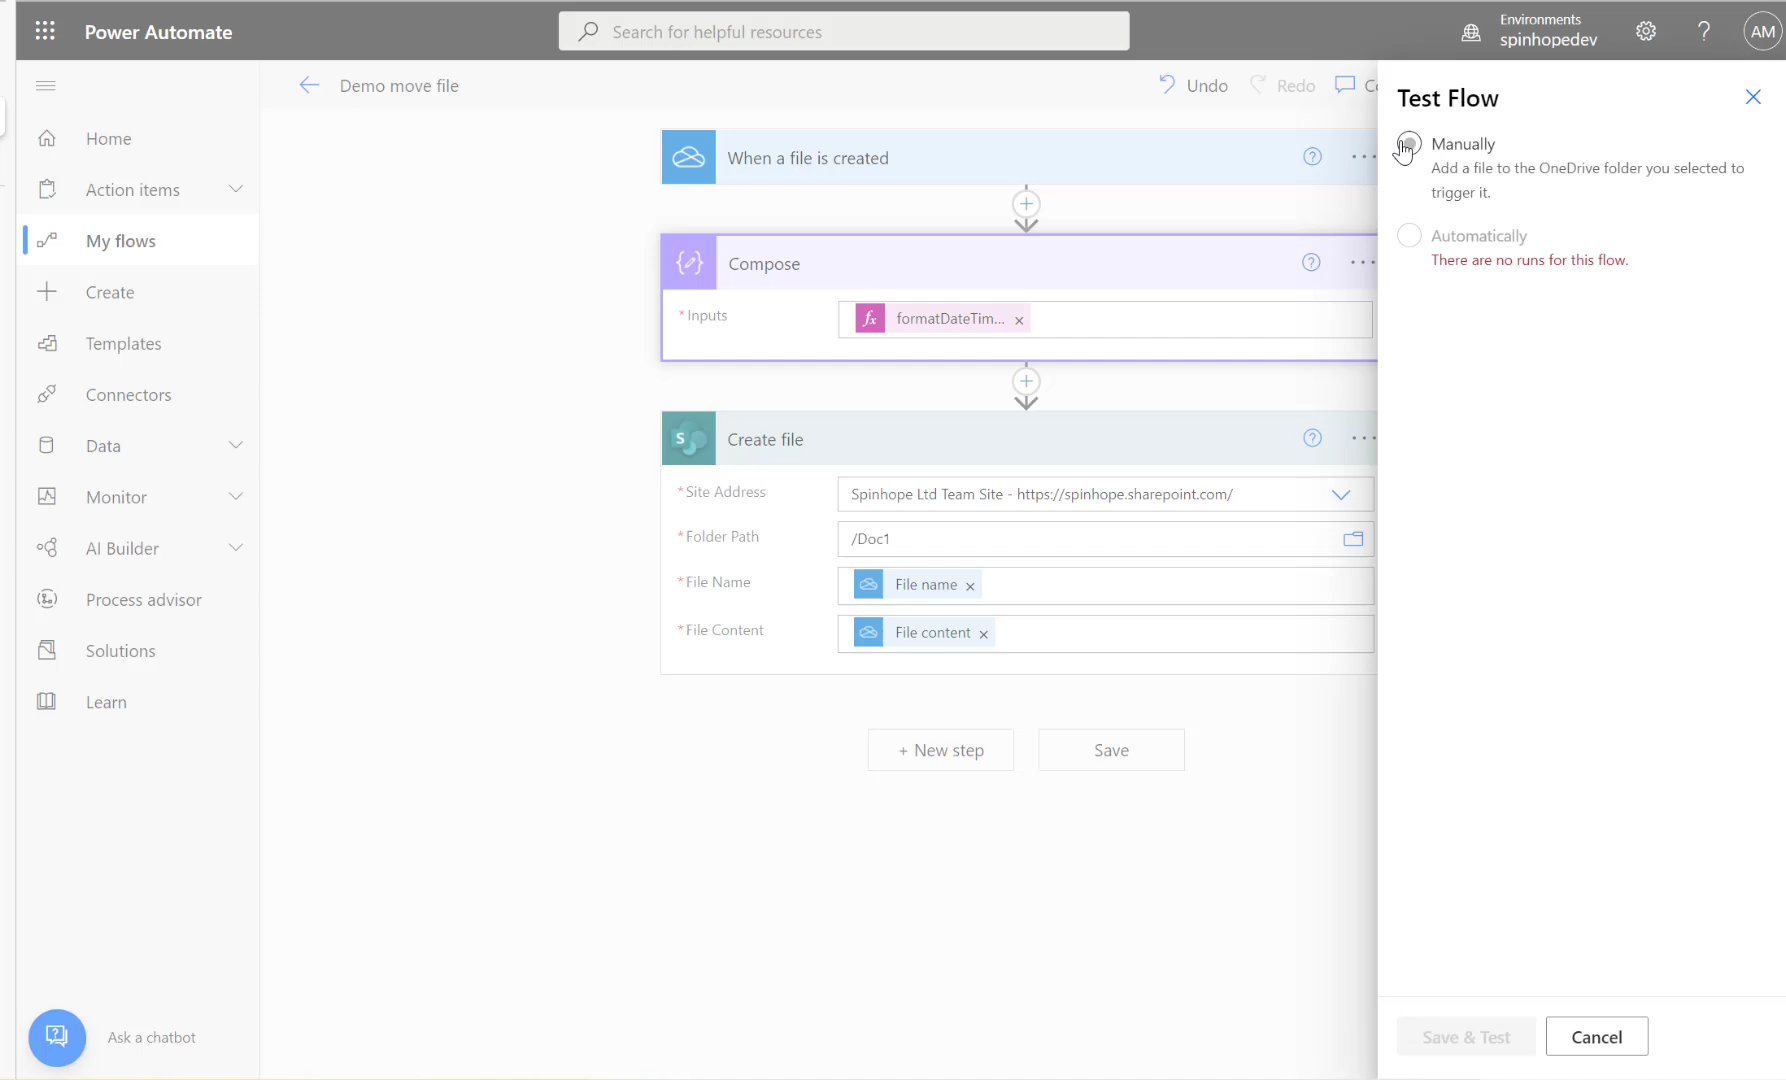 Power Automate
Search for helpful resources
Environments
spinhopedev
?
AM
Demo move file
Undo
Redo
Home
Action items
My flows
Create
Templates
Connectors
Data
Monitor
AI Builder
Process advisor
Solutions
Learn
Ask a chatbot
When a file is created
?
Compose
?
* Inputs
fx formatDateTim... ×
S Create file
?
* Site Address
Spinhope Ltd Team Site - https://spinhope.sharepoint.com/
* Folder Path
/Doc1
* File Name
File name ×
* File Content
File content ×
+ New step
Save
Test Flow
Manually
Add a file to the OneDrive folder you selected to
trigger it.
Automatically
There are no runs for this flow.
Save & Test
Cancel